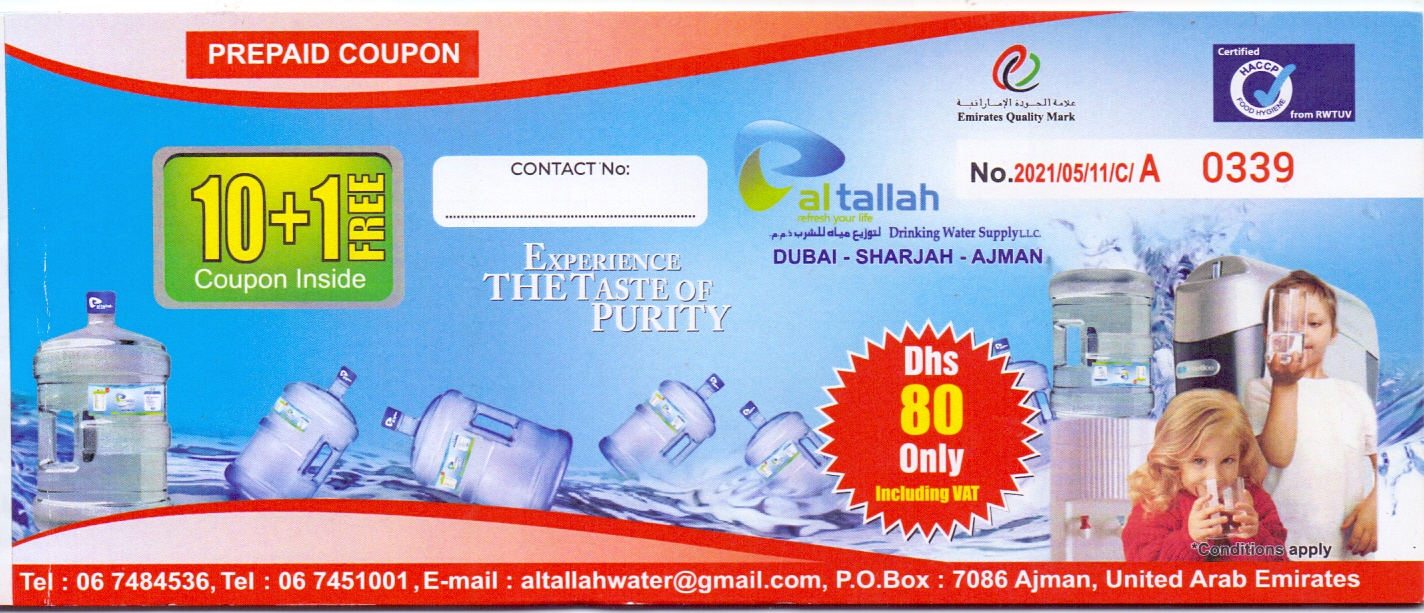 PREPAID COUPON
علامة الجودة الإماراتية
Emirates Quality Mark
Certified
HACCP
FOOD HYGIENE
from RWTUV
10+1 FREE
Coupon Inside
CONTACT No:
No.2021/05/11/C/ A 0339
al tallah
refresh your life
لتوزيع مياه للشرب ذ.م.م.
Drinking Water Supply L.L.C.
DUBAI - SHARJAH - AJMAN
EXPERIENCE
THE TASTE OF
PURITY
al tallah
Dhs
80
Only
Including VAT
*Conditions apply
Tel : 06 7484536, Tel : 06 7451001 , E-mail : altallahwater@gmail.com, P.O.Box : 7086 Ajman, United Arab Emirates